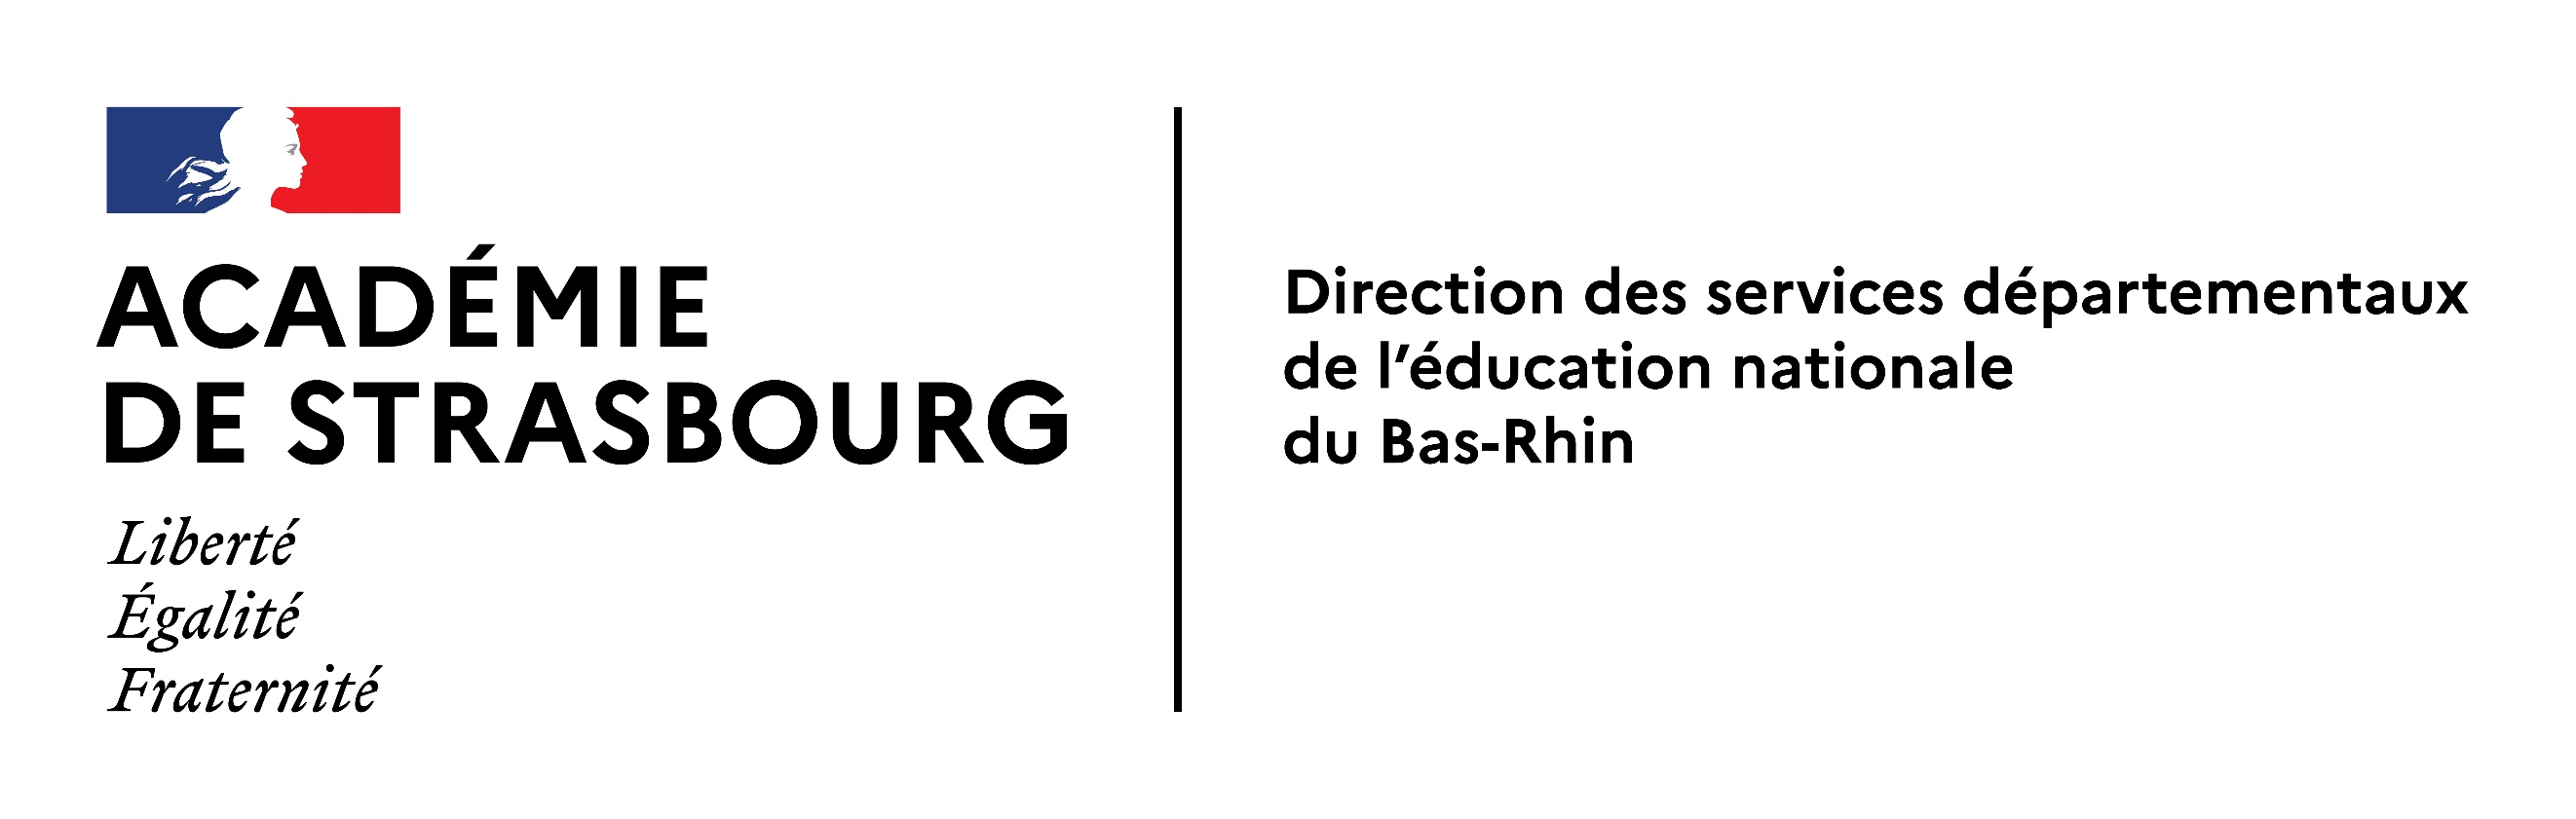 ACADÉMIE
DE STRASBOURG
Liberté
Égalité
Fraternité
Direction des services départementaux
de l’éducation nationale
du Bas-Rhin